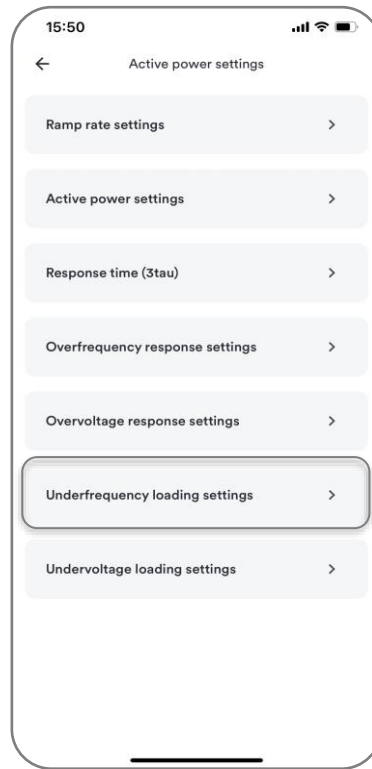 15:50
Active power settings
Ramp rate settings
Active power settings
Response time (3tau)
Overfrequency response settings
Overvoltage response settings
Underfrequency loading settings
Undervoltage loading settings